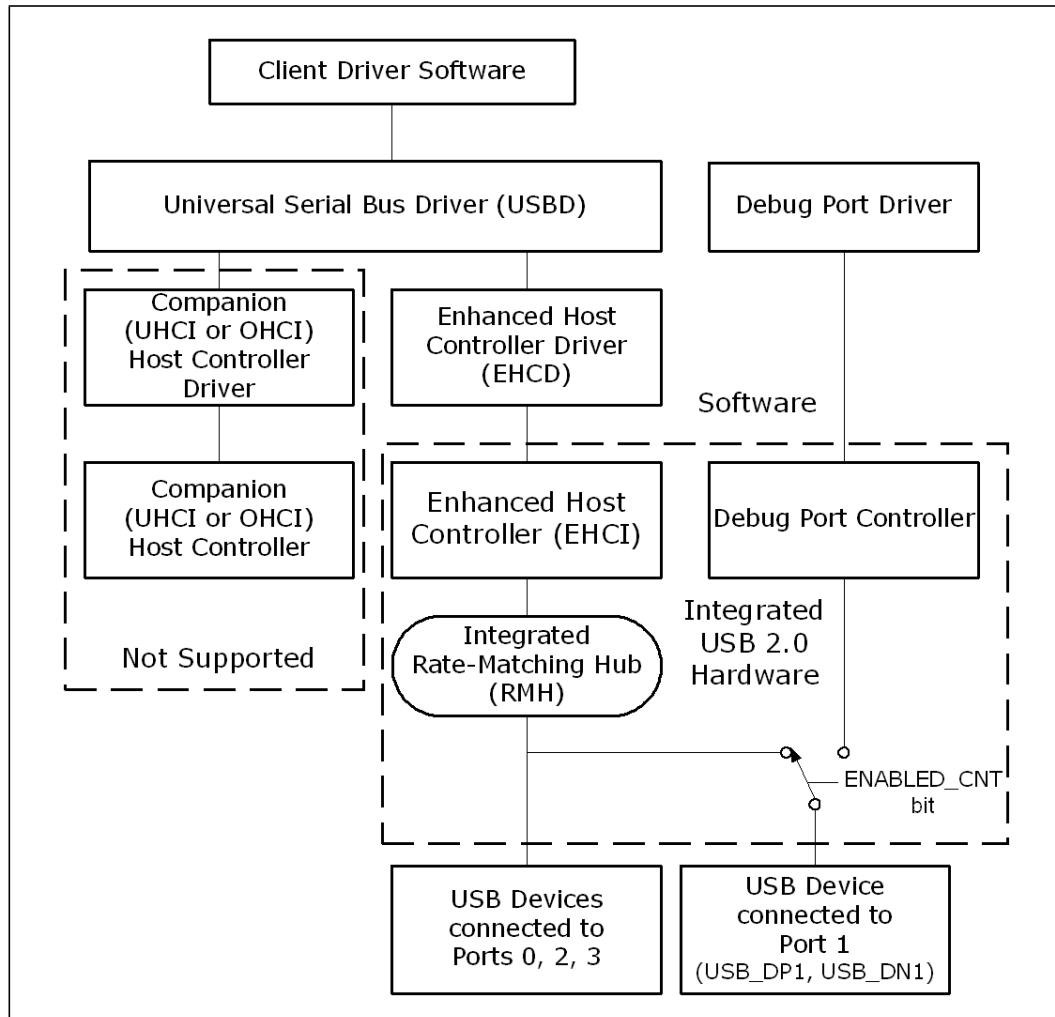 Client Driver Software
Universal Serial Bus Driver (USBD)
Debug Port Driver
Companion
(UHCI or OHCI)
Host Controller
Driver
Enhanced Host
Controller Driver
(EHCD)
Software
Companion
(UHCI or OHCI)
Host Controller
Enhanced Host
Controller (EHCI)
Debug Port Controller
Not Supported
Integrated
Rate-Matching Hub
(RMH)
Integrated
USB 2.0
Hardware
ENABLED_CNT
bit
USB Devices
connected to
Ports 0, 2, 3
USB Device
connected to
Port 1
(USB_DP1, USB_DN1)